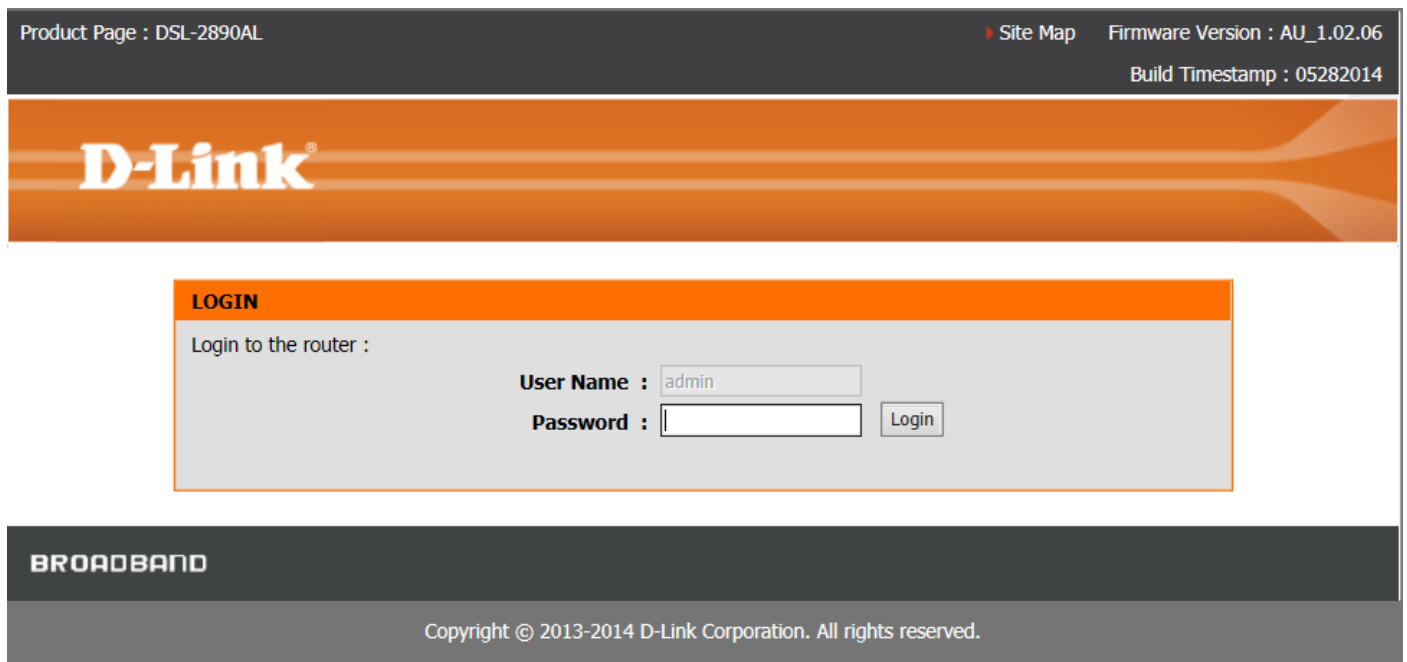 Product Page : DSL-2890AL Site Map Firmware Version : AU_1.02.06
Build Timestamp : 05282014
D-Link®
LOGIN
Login to the router :
User Name : admin
Password : Login
BROADBAND
Copyright © 2013-2014 D-Link Corporation. All rights reserved.